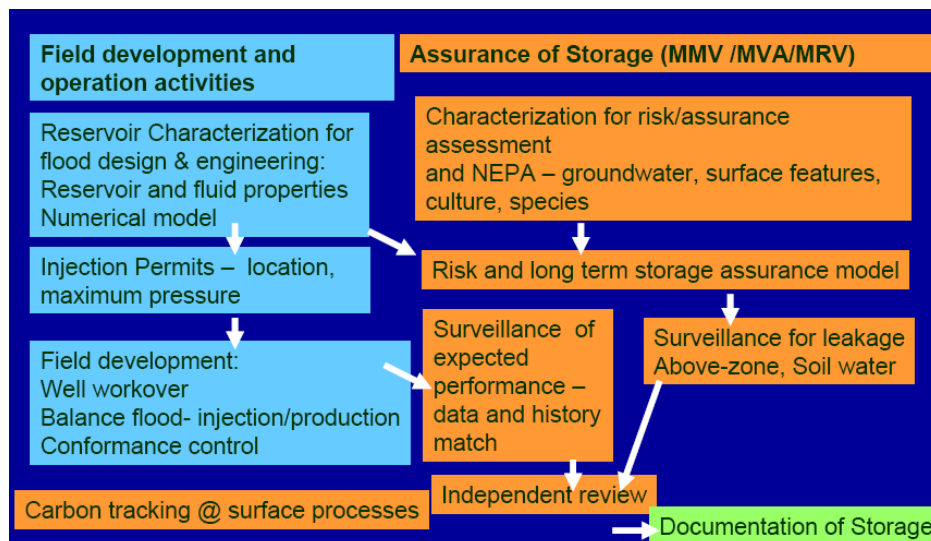 Field development and
operation activities
Assurance of Storage (MMV /MVA/MRV)
Reservoir Characterization for
flood design & engineering:
Reservoir and fluid properties
Numerical model
Characterization for risk/assurance
assessment
and NEPA – groundwater, surface features,
culture, species
Injection Permits – location,
maximum pressure
Risk and long term storage assurance model
Field development:
Well workover
Balance flood- injection/production
Conformance control
Surveillance of
expected
performance –
data and history
match
Surveillance for leakage
Above-zone, Soil water
Independent review
Carbon tracking @ surface processes
Documentation of Storage